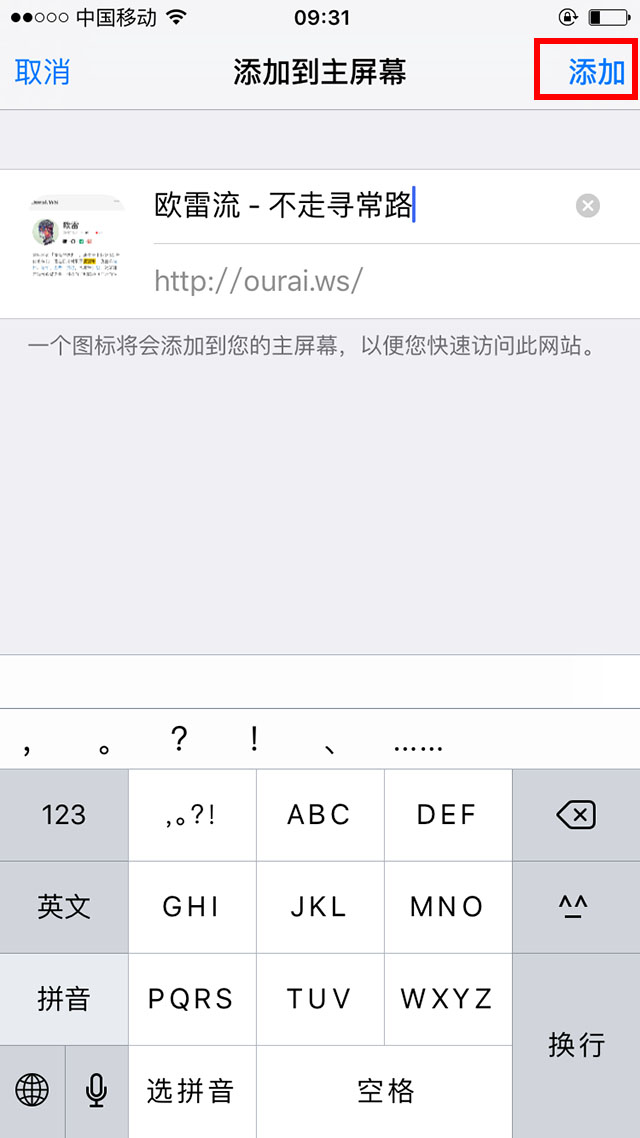 中国移动 09:31
取消 添加到主屏幕 添加
欧雷
欧雷流 - 不走寻常路
http://ourai.ws/
一个图标将会添加到您的主屏幕，以便您快速访问此网站。
， 。 ? ! 、 ……
123 ,。?! ABC DEF
英文 GHI JKL MNO ^^
拼音 PQRS TUV WXYZ
换行
选拼音 空格